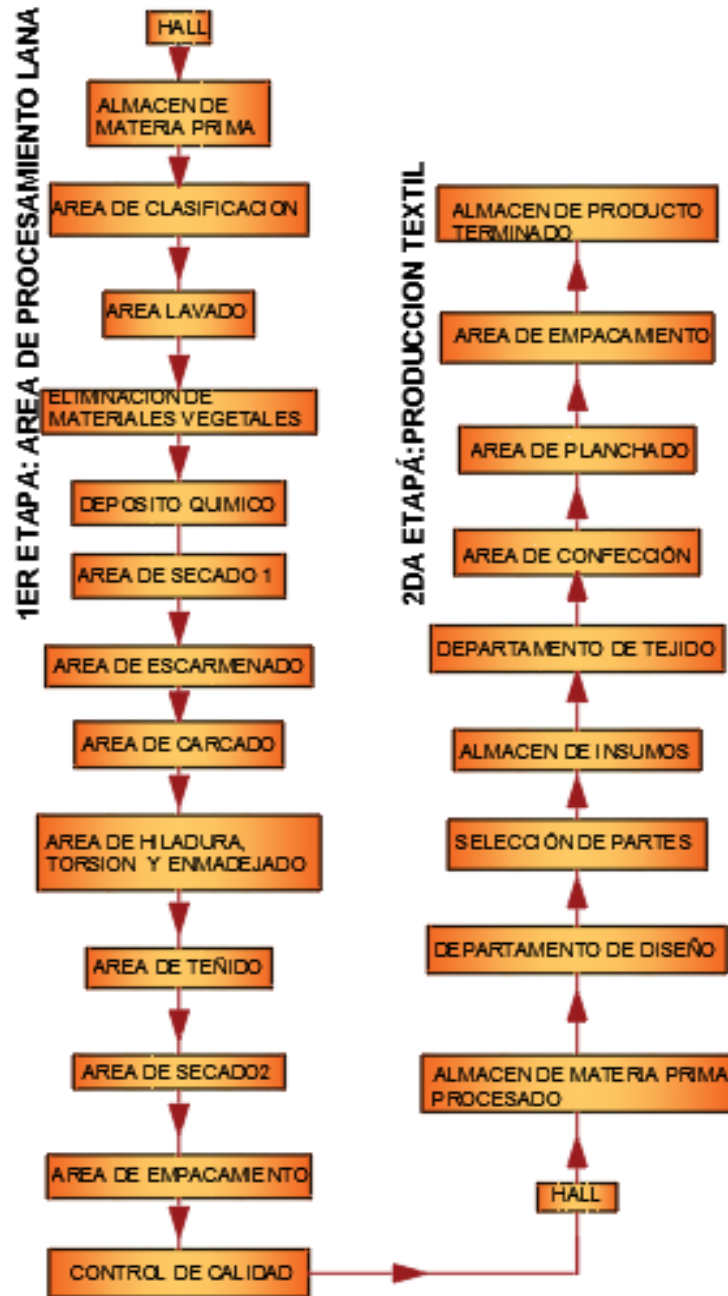 1ER ETAPA: AREA DE PROCESAMIENTO LANA
HALL
ALMACEN DE
MATERIA PRIMA
AREA DE CLASIFICACION
AREA LAVADO
ELIMINACION DE
MATERIALES VEGETALES
DEPOSITO QUIMICO
AREA DE SECADO 1
AREA DE ESCARMENADO
AREA DE CARCADO
AREA DE HILADURA,
TORSION Y ENMADEJADO
AREA DE TEÑIDO
AREA DE SECADO2
AREA DE EMPACAMIENTO
CONTROL DE CALIDAD
2DA ETAPÁ:PRODUCCION TEXTIL
ALMACEN DE PRODUCTO
TERMINADO
AREA DE EMPACAMIENTO
AREA DE PLANCHADO
AREA DE CONFECCIÓN
DEPARTAMENTO DE TEJIDO
ALMACEN DE INSUMOS
SELECCIÓN DE PARTES
DEPARTAMENTO DE DISEÑO
ALMACEN DE MATERIA PRIMA
PROCESADO
HALL